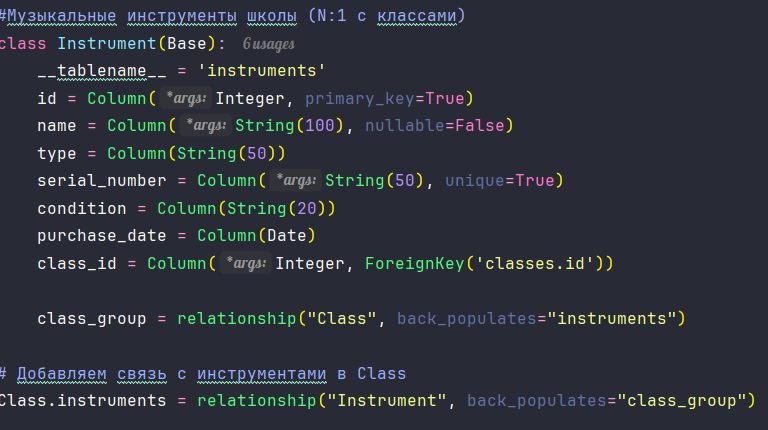 #Музыкальные инструменты школы (N:1 с классами)
class Instrument(Base):  6 usages
    __tablename__ = 'instruments'
    id = Column( *args: Integer, primary_key=True)
    name = Column( *args: String(100), nullable=False)
    type = Column(String(50))
    serial_number = Column( *args: String(50), unique=True)
    condition = Column(String(20))
    purchase_date = Column(Date)
    class_id = Column( *args: Integer, ForeignKey('classes.id'))
    class_group = relationship("Class", back_populates="instruments")
# Добавляем связь с инструментами в Class
Class.instruments = relationship("Instrument", back_populates="class_group")